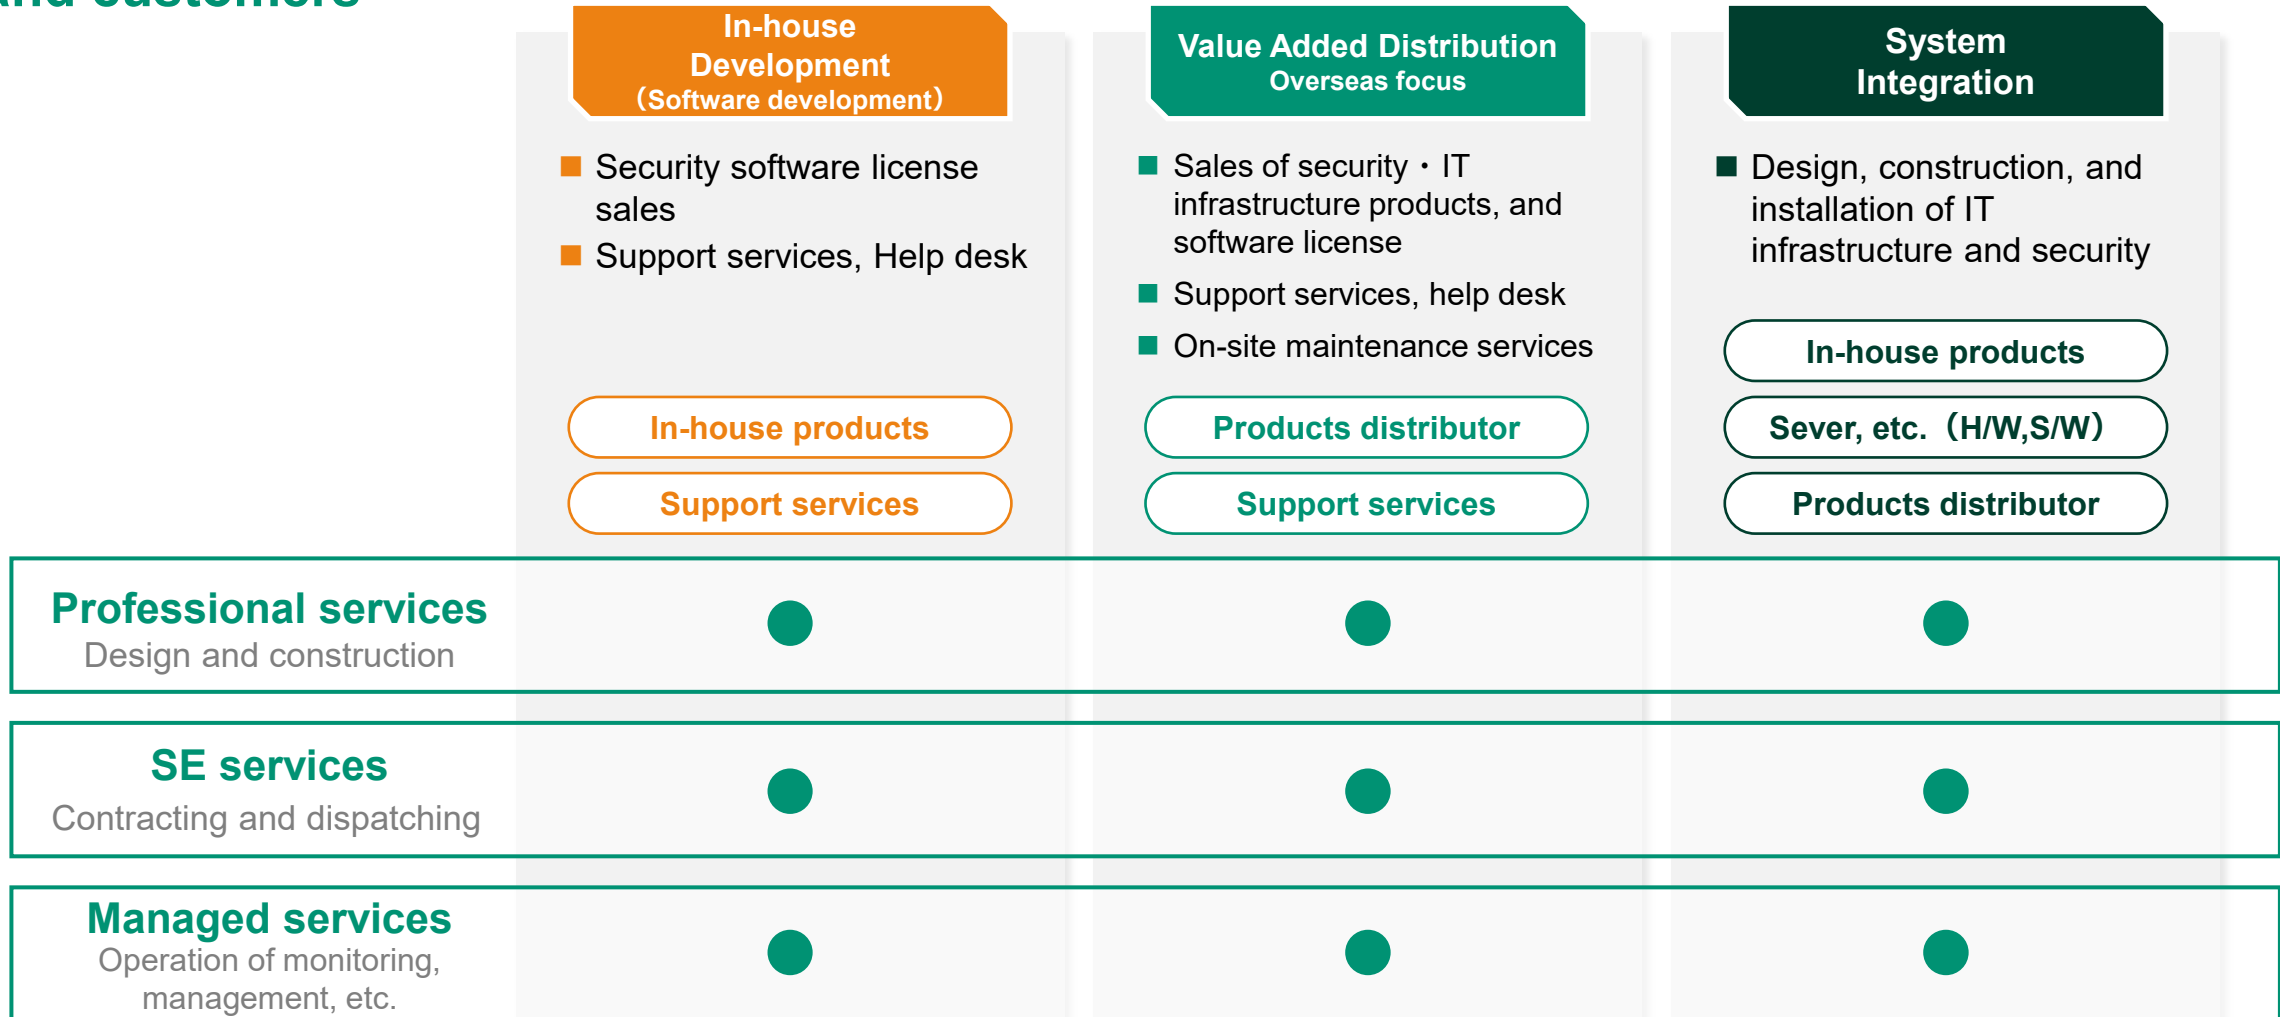 and customers
In-house
Development
（Software development）
Security software license
sales
Support services, Help desk
In-house products
Support services
Value Added Distribution
Overseas focus
Sales of security・IT
infrastructure products, and
software license
Support services, help desk
On-site maintenance services
Products distributor
Support services
System
Integration
Design, construction, and
installation of IT
infrastructure and security
In-house products
Sever, etc.（H/W,S/W）
Products distributor
Professional services
Design and construction
SE services
Contracting and dispatching
Managed services
Operation of monitoring,
management, etc.